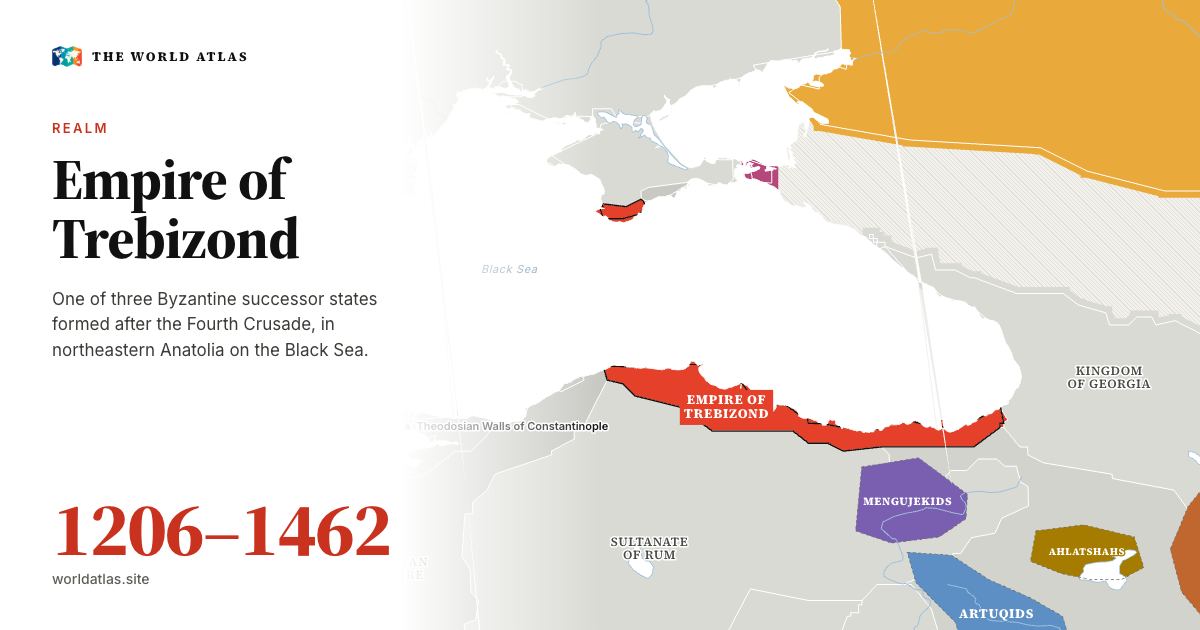 THE WORLD ATLAS
REALM
Empire of
Trebizond
One of three Byzantine successor states
formed after the Fourth Crusade, in
northeastern Anatolia on the Black Sea.
1206–1462
worldatlas.site
Black Sea
KINGDOM
OF GEORGIA
EMPIRE OF
TREBIZOND
Theodosian Walls of Constantinople
MENGUJEKIDS
SULTANATE
OF RUM
AHLATSHAHS
ARTUQIDS